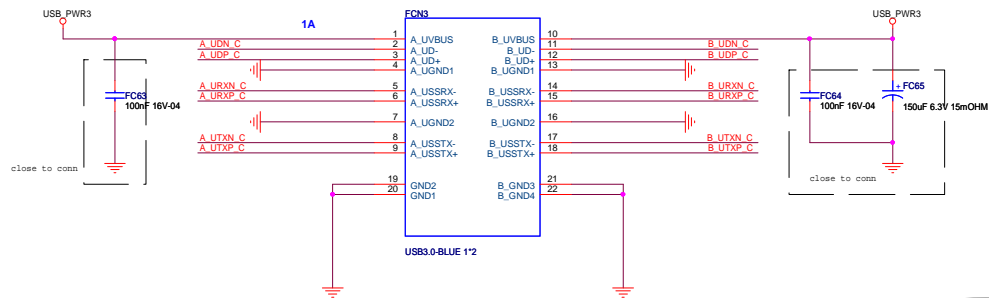 USB_PWR3
1A
FCN3
USB_PWR3
1 A_UVBUS B_UVBUS 10
A_UDN_C 2 A_UD- B_UD- 11 B_UDN_C
A_UDP_C 3 A_UD+ B_UD+ 12 B_UDP_C
4 A_UGND1 B_UGND1 13
A_URXN_C 5 A_USSRX- B_USSRX- 14 B_URXN_C
A_URXP_C 6 A_USSRX+ B_USSRX+ 15 B_URXP_C
7 A_UGND2 B_UGND2 16
A_UTXN_C 8 A_USSTX- B_USSTX- 17 B_UTXN_C
A_UTXP_C 9 A_USSTX+ B_USSTX+ 18 B_UTXP_C
19 GND2 B_GND3 21
20 GND1 B_GND4 22
FC63
100nF 16V-04
close to conn
FC64
100nF 16V-04
+ FC65
150uF 6.3V 15mOHM
close to conn
USB3.0-BLUE 1*2